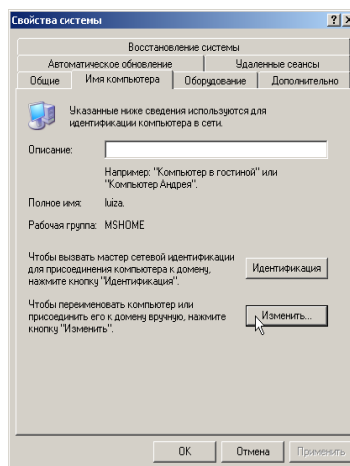 Свойства системы
Восстановление системы
Автоматическое обновление
Удаленные сеансы
Общие
Имя компьютера
Оборудование
Дополнительно
Указанные ниже сведения используются для
идентификации компьютера в сети.
Описание:
Например: "Компьютер в гостиной" или
"Компьютер Андрея".
Полное имя: luiza.
Рабочая группа: MSHOME
Чтобы вызвать мастер сетевой идентификации
для присоединения компьютера к домену,
нажмите кнопку "Идентификация".
Идентификация
Чтобы переименовать компьютер или
присоединить его к домену вручную, нажмите
кнопку "Изменить".
Изменить...
OK
Отмена
Применить